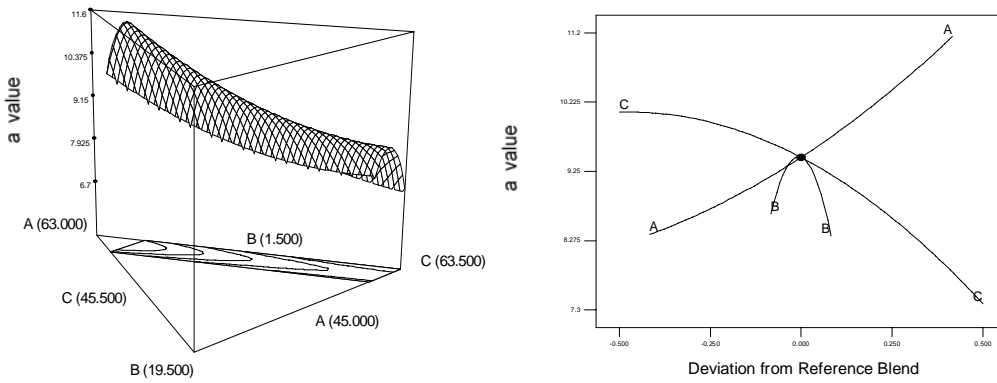 11.6
10.375
9.15
7.925
6.7
a value
A (63.000)
B (1.500)
C (63.500)
C (45.500)
A (45.000)
B (19.500)
11.2
10.225
9.25
8.275
7.3
a value
A
C
A
B
B
C
-0.500
-0.250
0.000
0.250
0.500
Deviation from Reference Blend